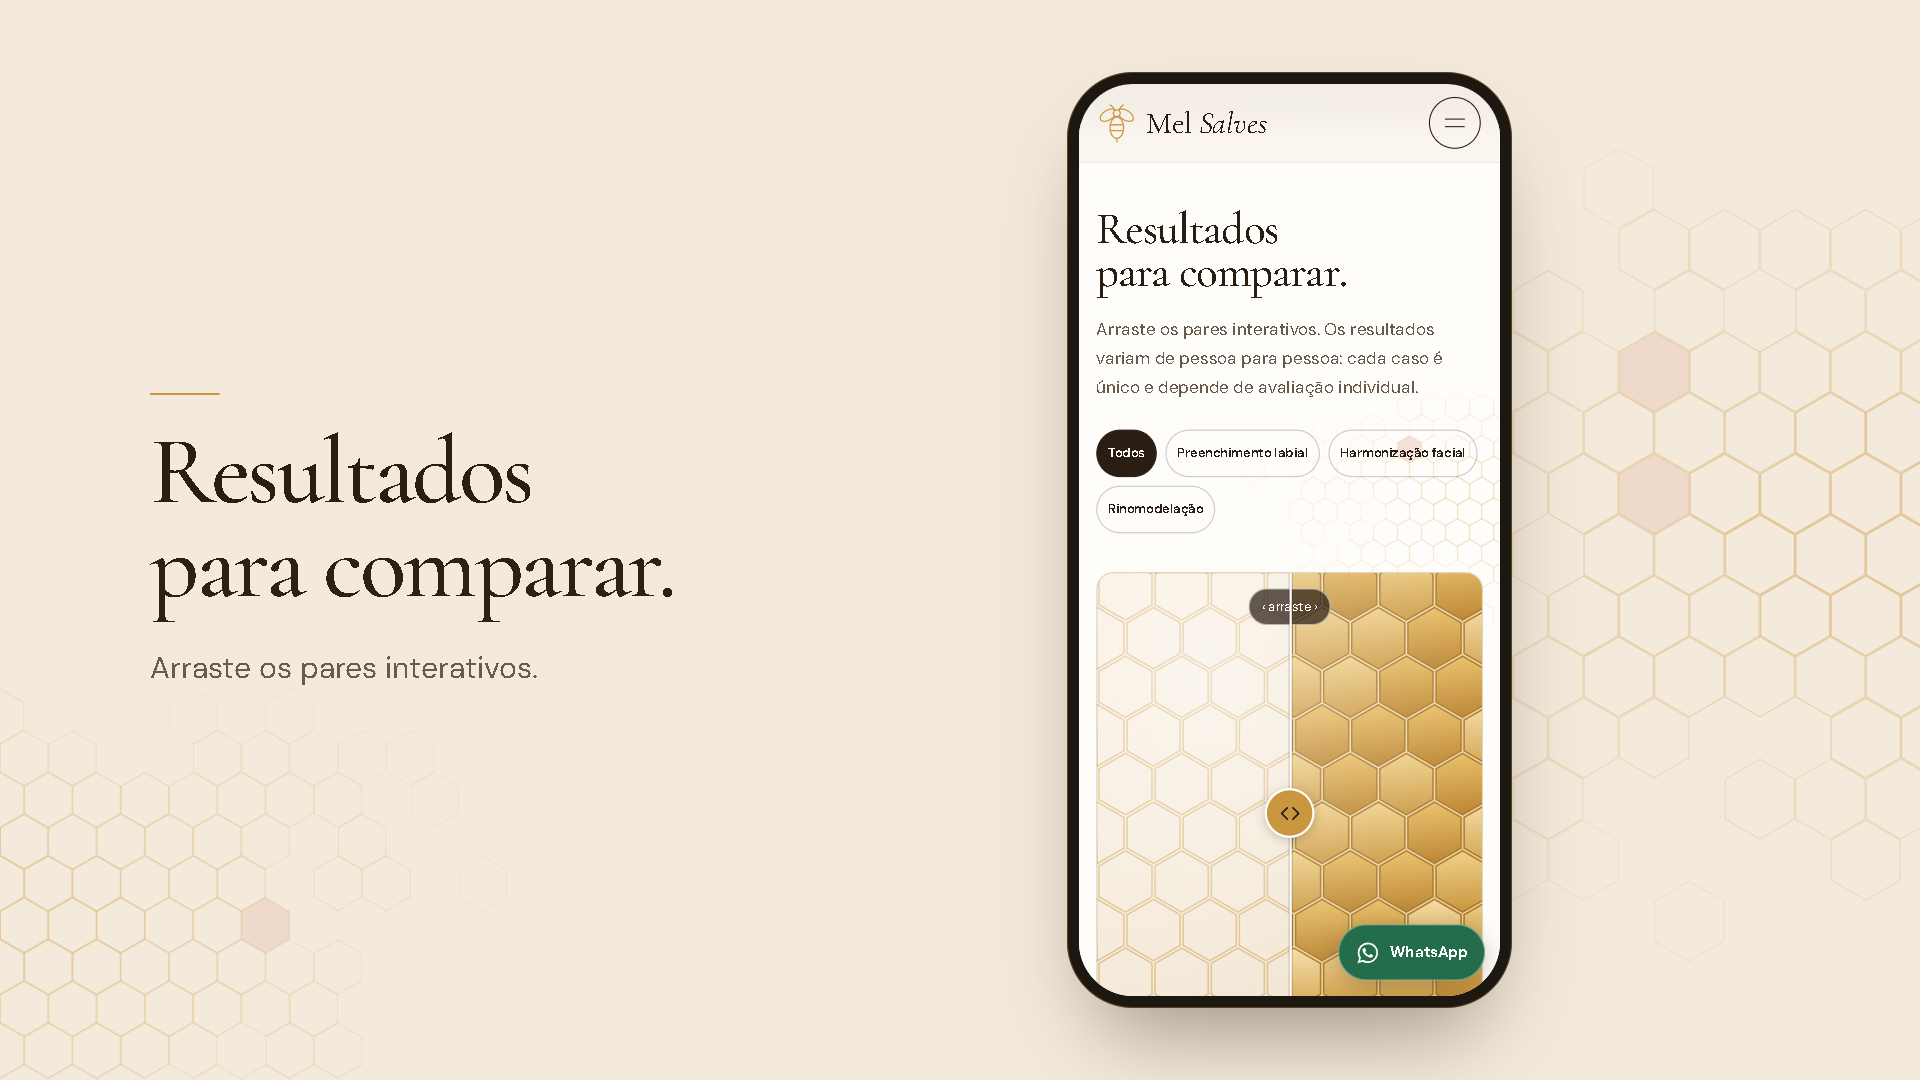 Resultados
para comparar.
Arraste os pares interativos.
Mel Salves
Resultados
para comparar.
Arraste os pares interativos. Os resultados
variam de pessoa para pessoa: cada caso é
único e depende de avaliação individual.
Todos Preenchimento labial Harmonização facial
Rinomodelação
‹ arraste ›
WhatsApp